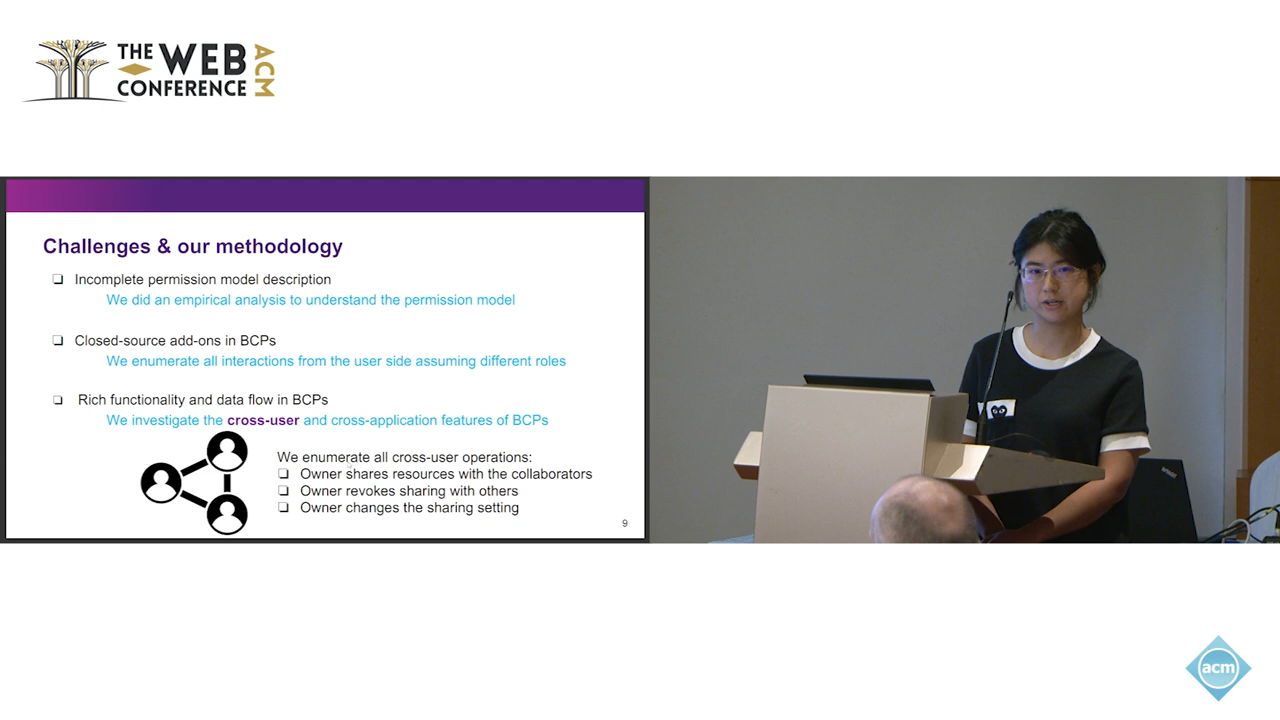 THE WEB
CONFERENCE
ACM
Challenges & our methodology
❑ Incomplete permission model description
We did an empirical analysis to understand the permission model
❑ Closed-source add-ons in BCPs
We enumerate all interactions from the user side assuming different roles
❑ Rich functionality and data flow in BCPs
We investigate the cross-user and cross-application features of BCPs
We enumerate all cross-user operations:
❑ Owner shares resources with the collaborators
❑ Owner revokes sharing with others
❑ Owner changes the sharing setting
9
acm